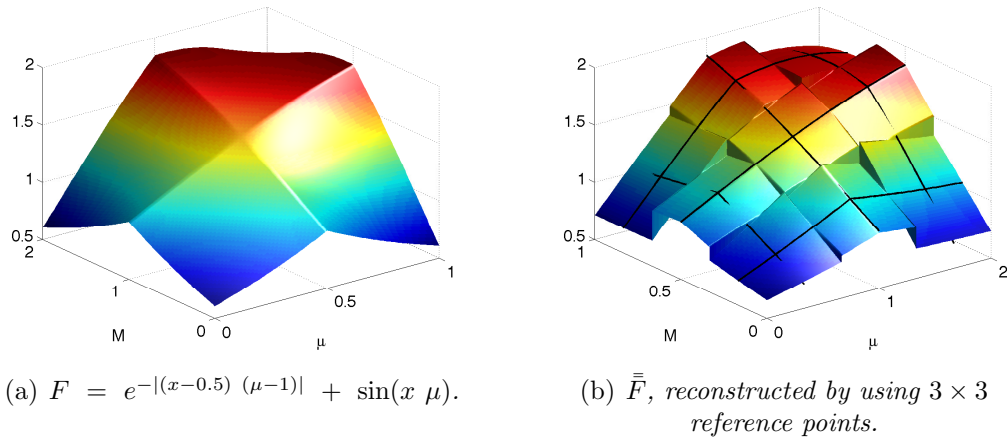 2
1.5
1
0.5
2
1
0
M
0
0.5
1
μ
2
1.5
1
0.5
1
0.5
0
M
0
1
2
μ
(a) F = e^{−|(x−0.5) (μ−1)|} + sin(x μ).
(b) F̿, reconstructed by using 3 × 3
reference points.